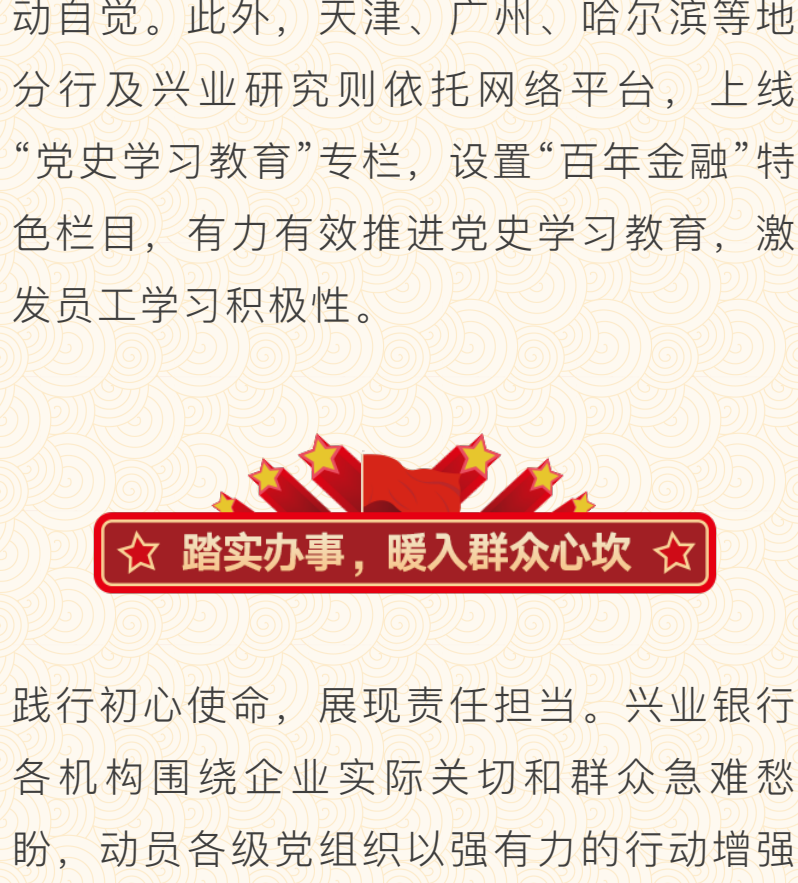 动自觉。此外，天津、广州、哈尔滨等地
分行及兴业研究则依托网络平台，上线
“党史学习教育”专栏，设置“百年金融”特
色栏目，有力有效推进党史学习教育，激
发员工学习积极性。
踏实办事，暖入群众心坎
践行初心使命，展现责任担当。兴业银行
各机构围绕企业实际关切和群众急难愁
盼，动员各级党组织以强有力的行动增强